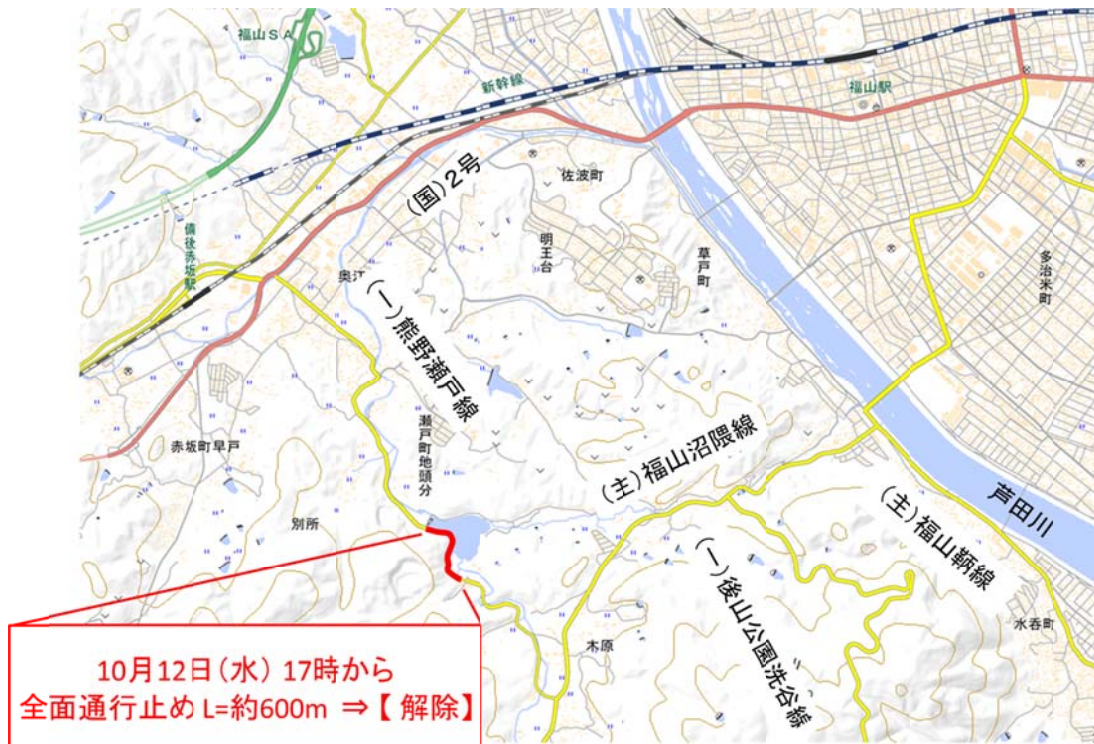 福山SA
新幹線
福山駅
(国)2号
佐波町
備後赤坂駅
明王台
草戸町
多治米町
奥江
(一)熊野瀬戸線
瀬戸町地頭分
赤坂町早戸
(主)福山沼隈線
別所
芦田川
(主)福山鞆線
(一)後山公園洗谷線
り
水呑町
木原
10月12日(水) 17時から
全面通行止め L=約600m ⇒【 解除】